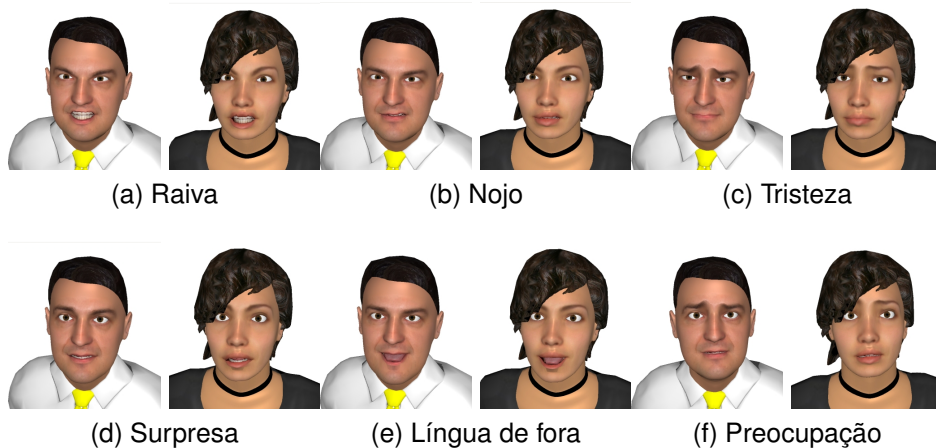 (a) Raiva
(b) Nojo
(c) Tristeza
(d) Surpresa
(e) Língua de fora
(f) Preocupação